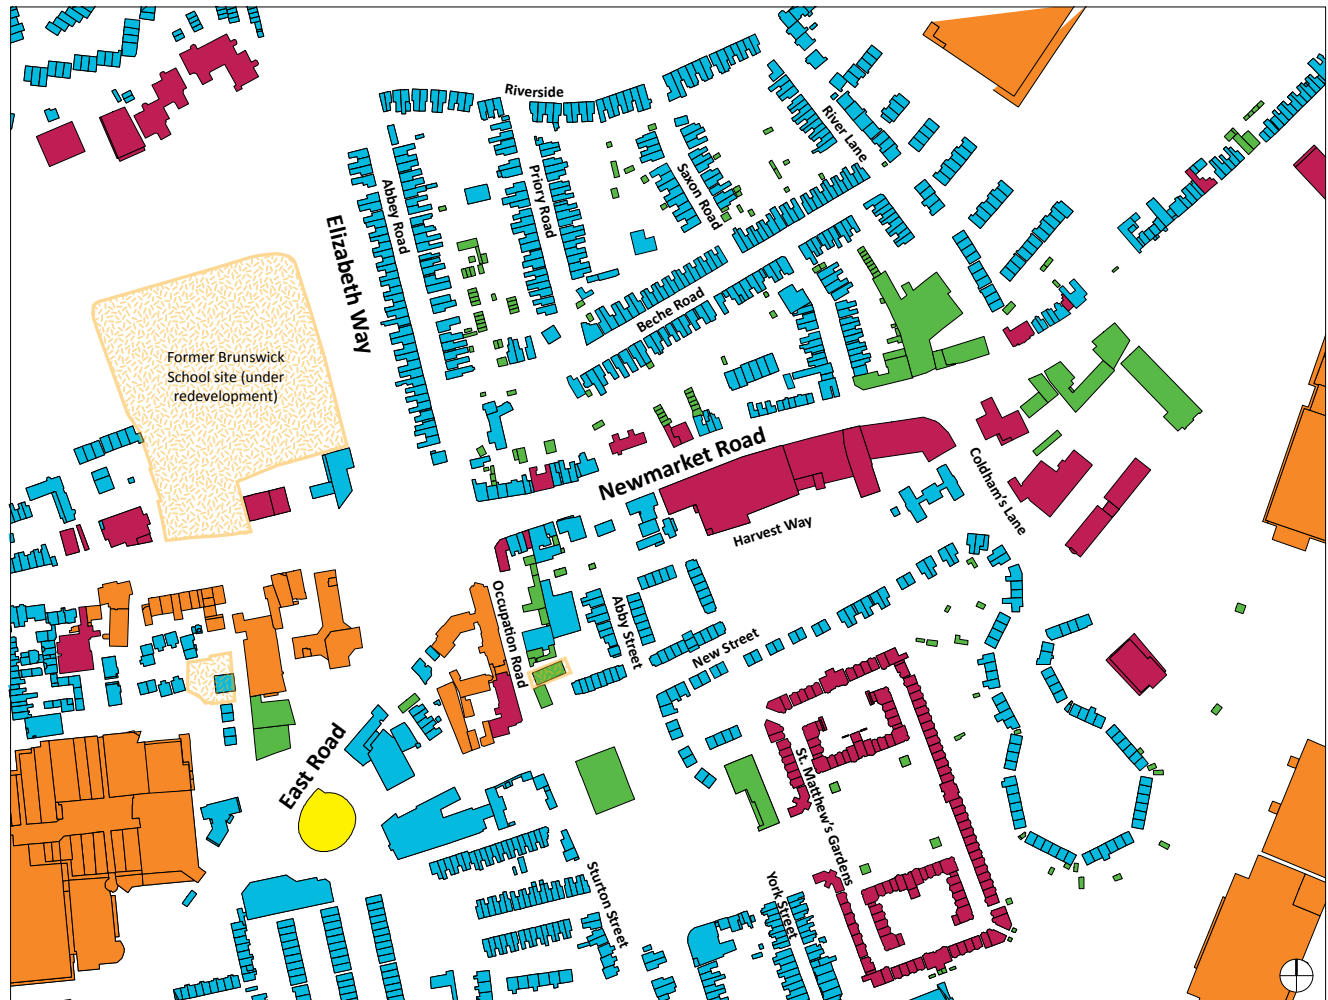 Riverside
River Lane
Saxon Road
Priory Road
Abbey Road
Elizabeth Way
Beche Road
Former Brunswick
School site (under
redevelopment)
Newmarket Road
Coldham's Lane
Harvest Way
Occupation Road
Abby Street
New Street
East Road
St. Matthew's Gardens
Sturton Street
York Street